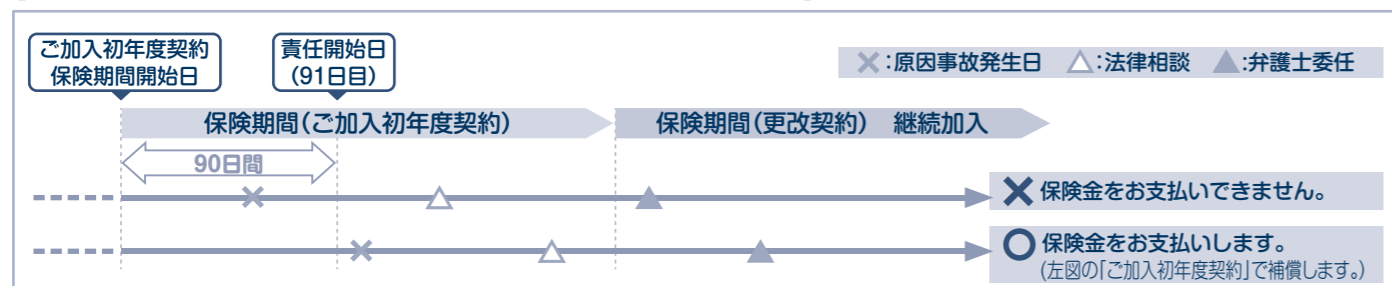 ご加入初年度契約
保険期間開始日
責任開始日
(91日目)
×:原因事故発生日 △:法律相談 ▲:弁護士委任
保険期間(ご加入初年度契約)
保険期間(更改契約) 継続加入
90日間
× 保険金をお支払いできません。
○ 保険金をお支払いします。
(左図の「ご加入初年度契約」で補償します。)